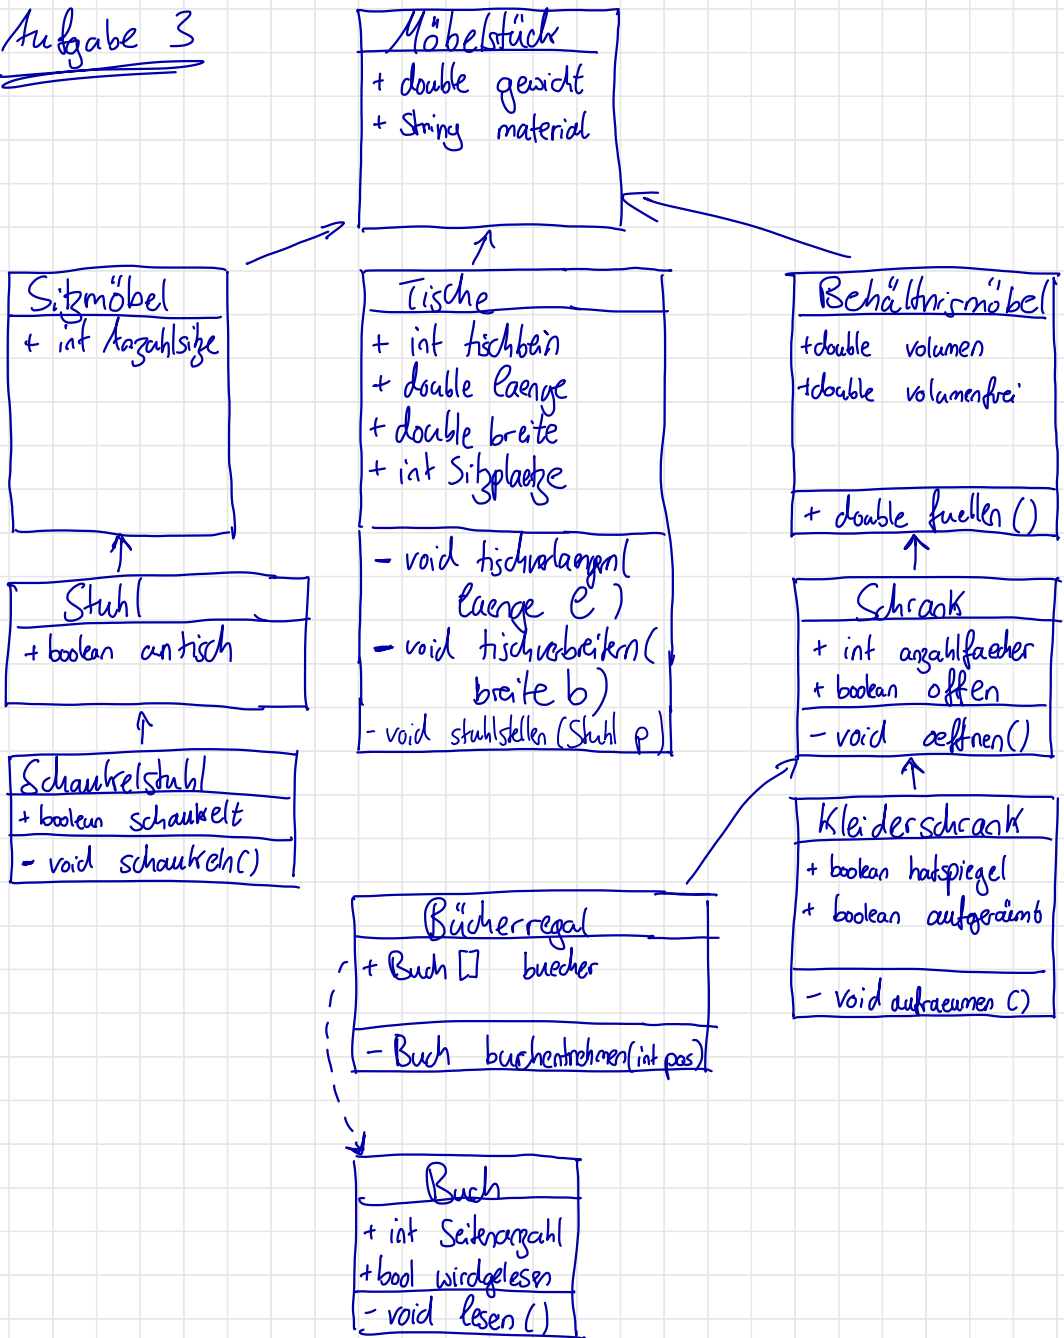 Aufgabe 3
Möbelstück
+ double gewicht
+ String material
Sitzmöbel
+ int Anzahlsitze
Tische
+ int tischbein
+ double laenge
+ double breite
+ int Sitzplaetze
- void tischverlaengern(
laenge l)
- void tischverbreitern(
breite b)
- void stuhlstellen (Stuhl p)
Behältnismöbel
+double volumen
+double volumenfrei
+ double fuellen ()
Stuhl
+ boolean antisch
Schaukelstuhl
+ boolean schaukelt
- void schaukeln()
Schrank
+ int anzahlfaecher
+ boolean offen
- void oeffnen()
Kleiderschrank
+ boolean hatspiegel
+ boolean aufgeräumt
- void aufraeumen ()
Bücherregal
+ Buch [] buecher
- Buch buchentnehmen(int pos)
Buch
+ int Seitenanzahl
+bool wirdgelesen
- void lesen ()